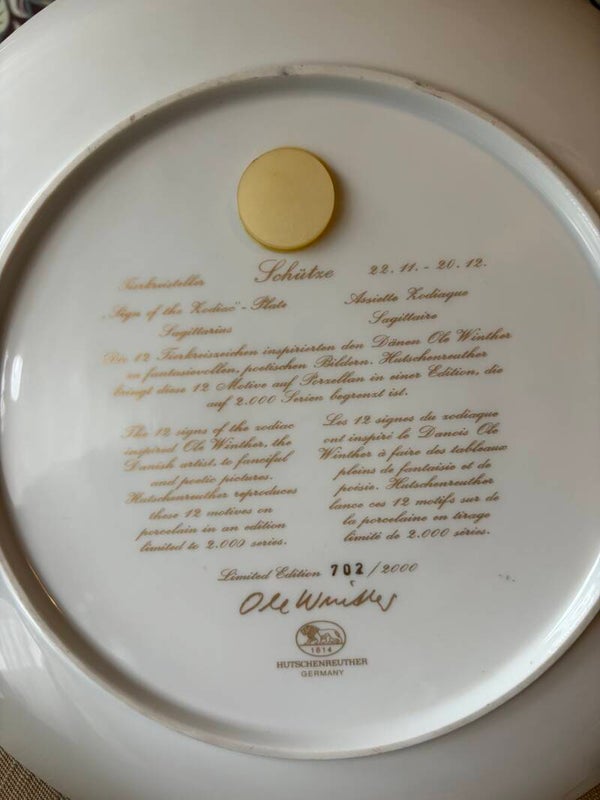 Tierkreisteller Schütze 22. 11. - 20. 12.
„Sign of the Zodiac" - Plate
Sagittarius
Assiette Zodiaque
Sagittaire
Die 12 Tierkreiszeichen inspirierten den Dänen Ole Winther
zu fantasievollen, poetischen Bildern. Hutschenreuther
bringt diese 12 Motive auf Porzellan in einer Edition, die
auf 2.000 Serien begrenzt ist.
The 12 signs of the zodiac
inspired Ole Winther, the
Danish artist, to fanciful
and poetic pictures.
Hutschenreuther reproduces
these 12 motives on
porcelain in an edition
limited to 2.000 series.
Les 12 signes du zodiaque
ont inspiré le Danois Ole
Winther à faire des tableaux
pleins de fantaisie et de
poésie. Hutschenreuther
lance ces 12 motifs sur de
la porcelaine en tirage
limité de 2.000 séries.
Limited Edition 702 / 2000
Ole Winther
1814
HUTSCHENREUTHER
GERMANY